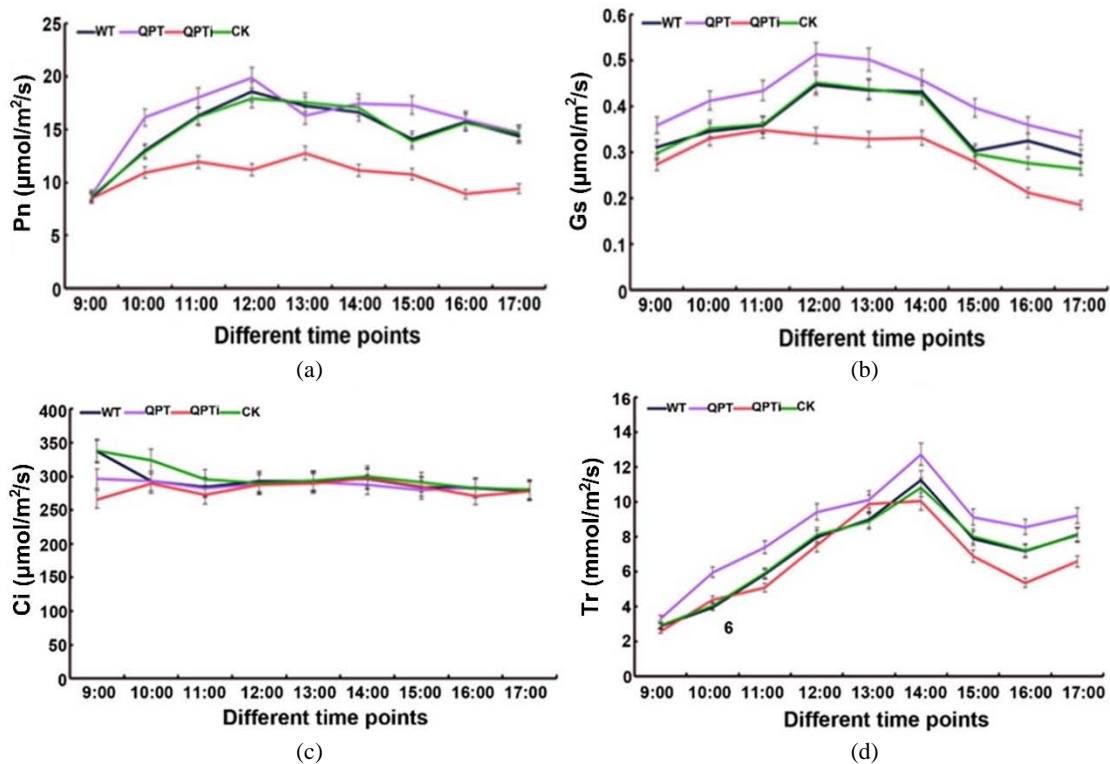 WT QPT QPTi CK
Pn (µmol/m²/s)
25
20
15
10
5
0
9:00 10:00 11:00 12:00 13:00 14:00 15:00 16:00 17:00
Different time points
(a)
WT QPT QPTi CK
Gs (µmol/m²/s)
0.6
0.5
0.4
0.3
0.2
0.1
0
9:00 10:00 11:00 12:00 13:00 14:00 15:00 16:00 17:00
Different time points
(b)
WT QPT QPTi CK
Ci (µmol/m²/s)
400
350
300
250
200
150
100
50
0
9:00 10:00 11:00 12:00 13:00 14:00 15:00 16:00 17:00
Different time points
(c)
WT QPT QPTi CK
Tr (mmol/m²/s)
16
14
12
10
8
6
4
2
0
6
9:00 10:00 11:00 12:00 13:00 14:00 15:00 16:00 17:00
Different time points
(d)